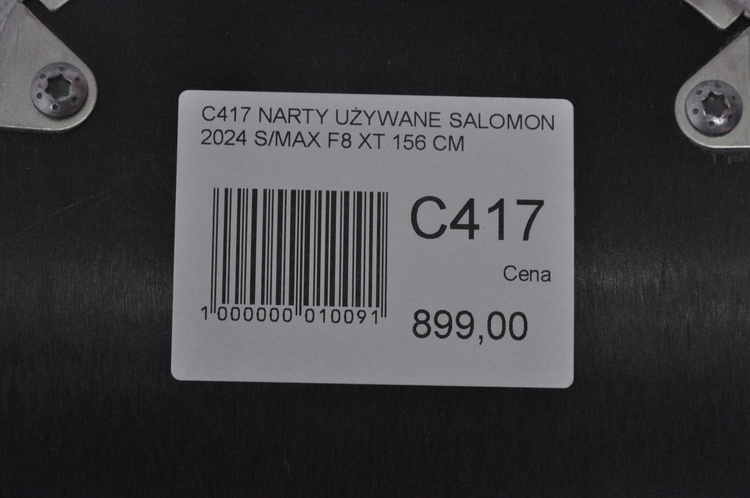 C417 NARTY UŻYWANE SALOMON
2024 S/MAX F8 XT 156 CM
C417
Cena
899,00
1 000000 010091